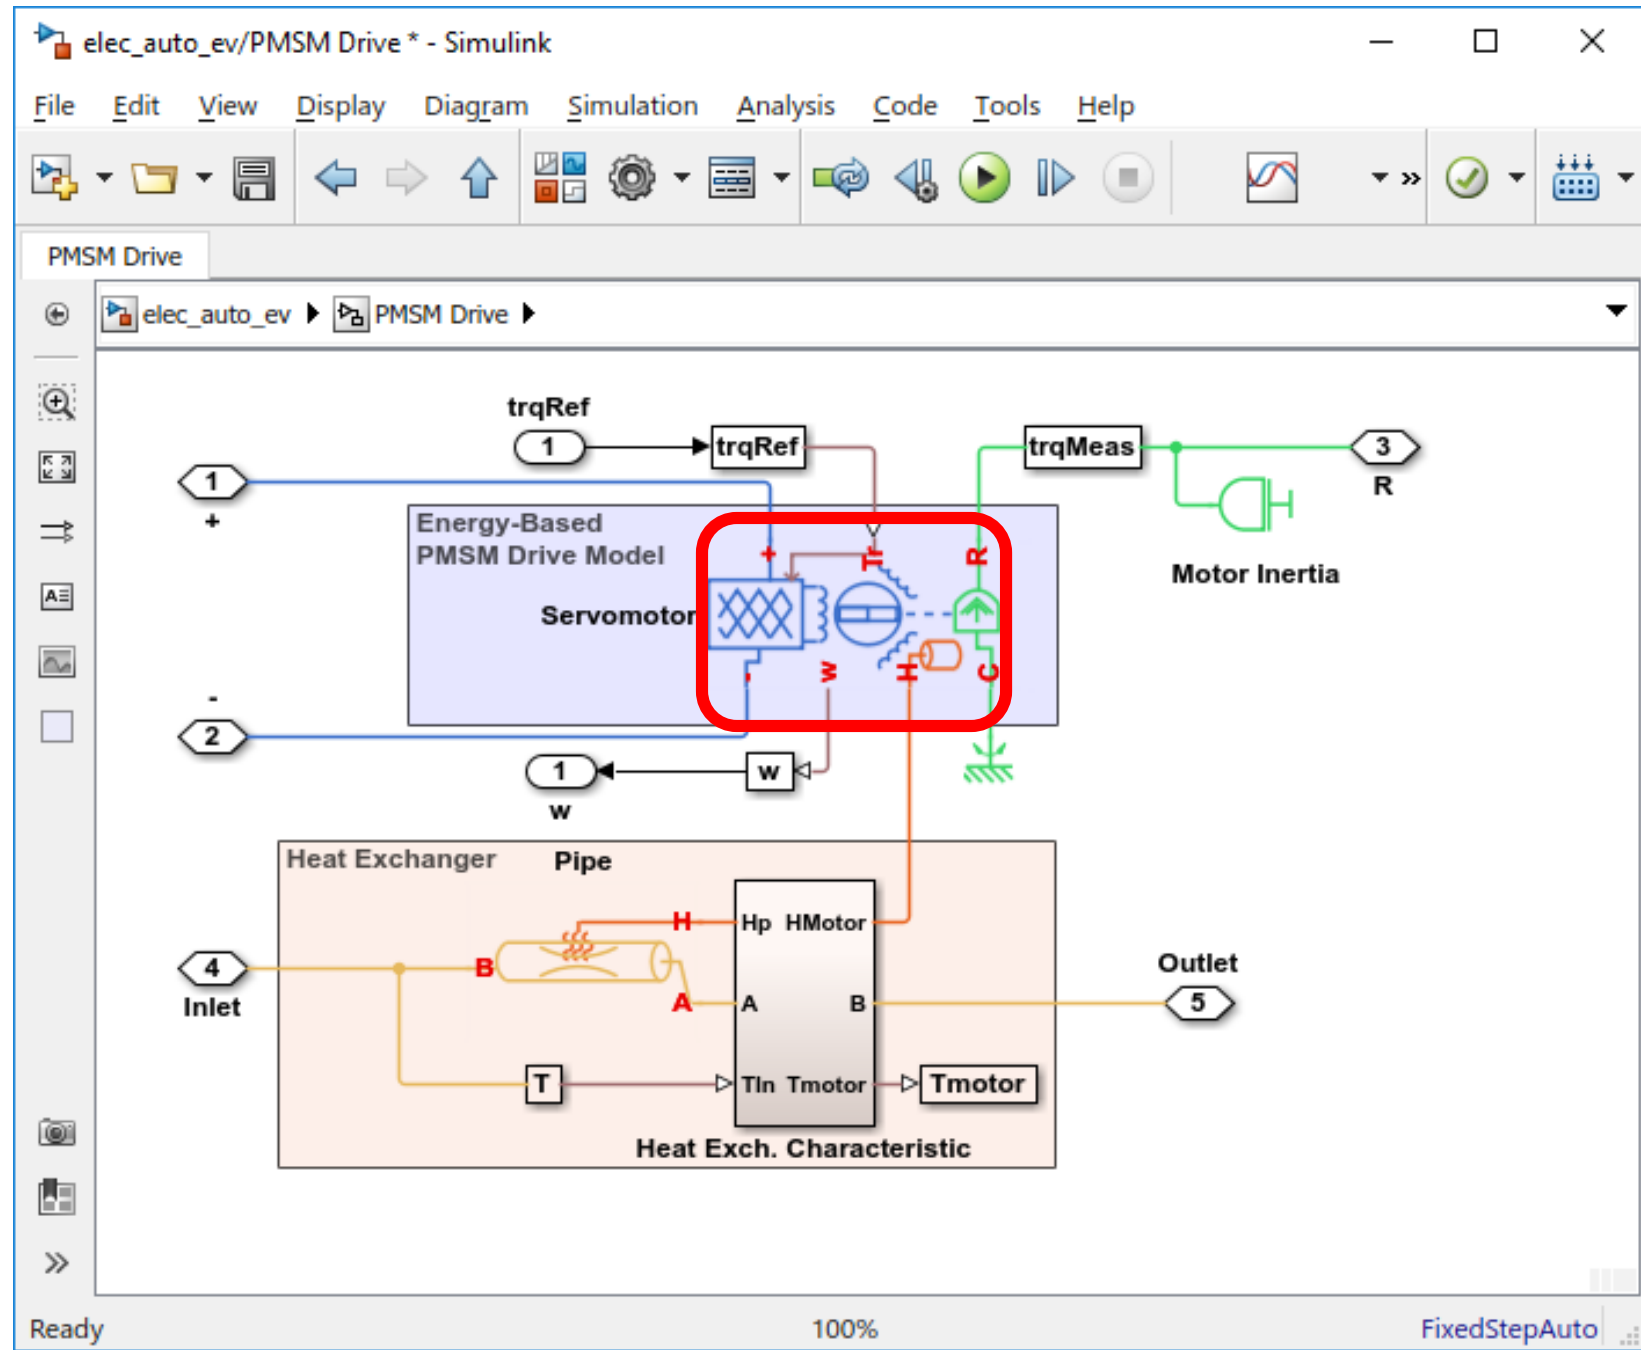 elec_auto_ev/PMSM Drive * - Simulink
File Edit View Display Diagram Simulation Analysis Code Tools Help
PMSM Drive
elec_auto_ev PMSM Drive
trqRef
1 trqRef trqMeas 3
R
1
+
Energy-Based
PMSM Drive Model
+ Tr R
Motor Inertia
Servomotor
- w H C
-
2
1 w
w
Heat Exchanger Pipe
H Hp HMotor
4 B
Inlet
A A B
Outlet
5
T TIn Tmotor Tmotor
Heat Exch. Characteristic
Ready 100% FixedStepAuto